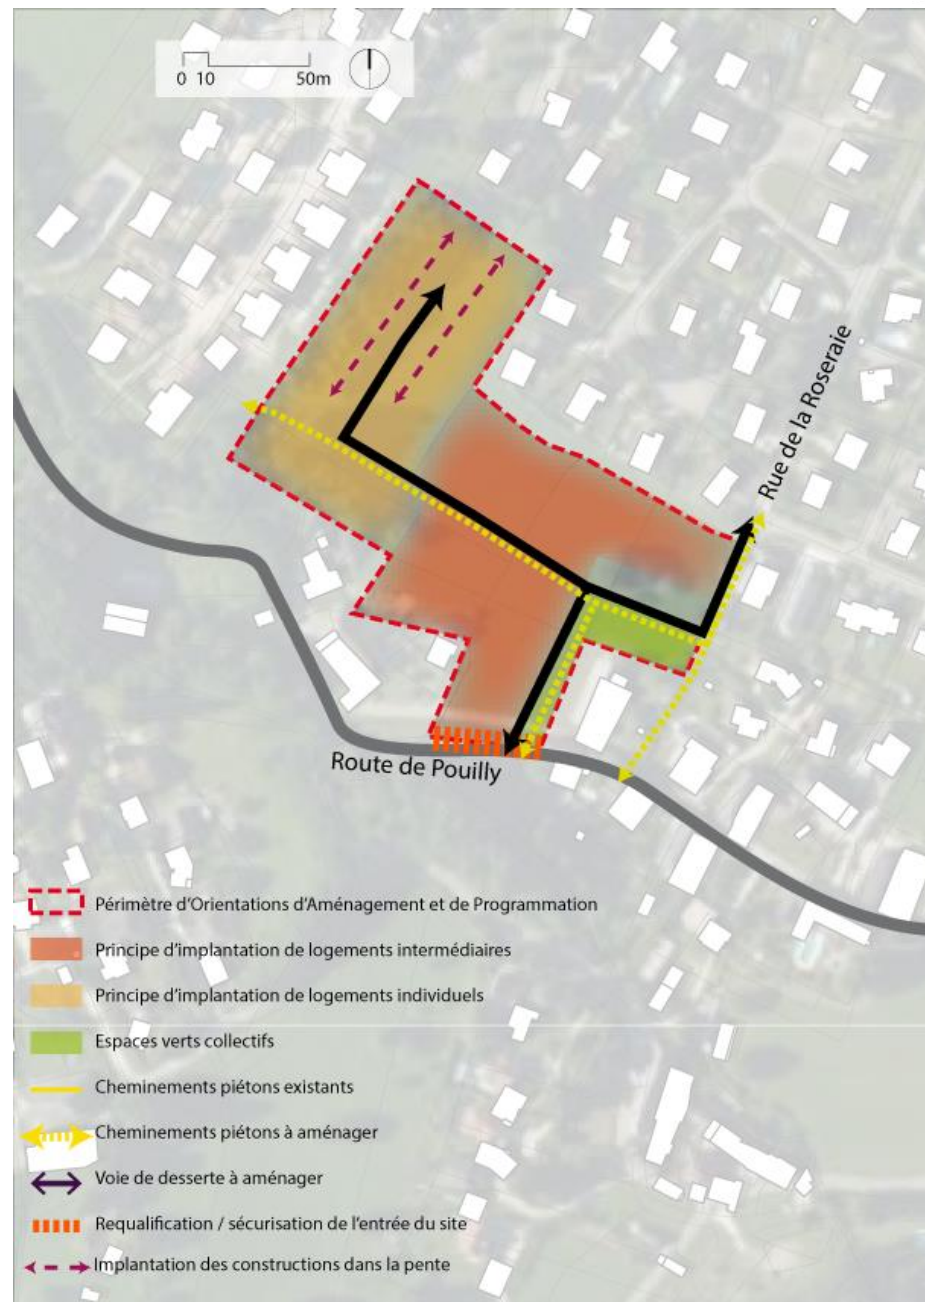 0 10 50m
Rue de la Roseraie
Route de Pouilly
Périmètre d'Orientations d'Aménagement et de Programmation
Principe d'implantation de logements intermédiaires
Principe d'implantation de logements individuels
Espaces verts collectifs
Cheminements piétons existants
Cheminements piétons à aménager
Voie de desserte à aménager
Requalification / sécurisation de l'entrée du site
Implantation des constructions dans la pente